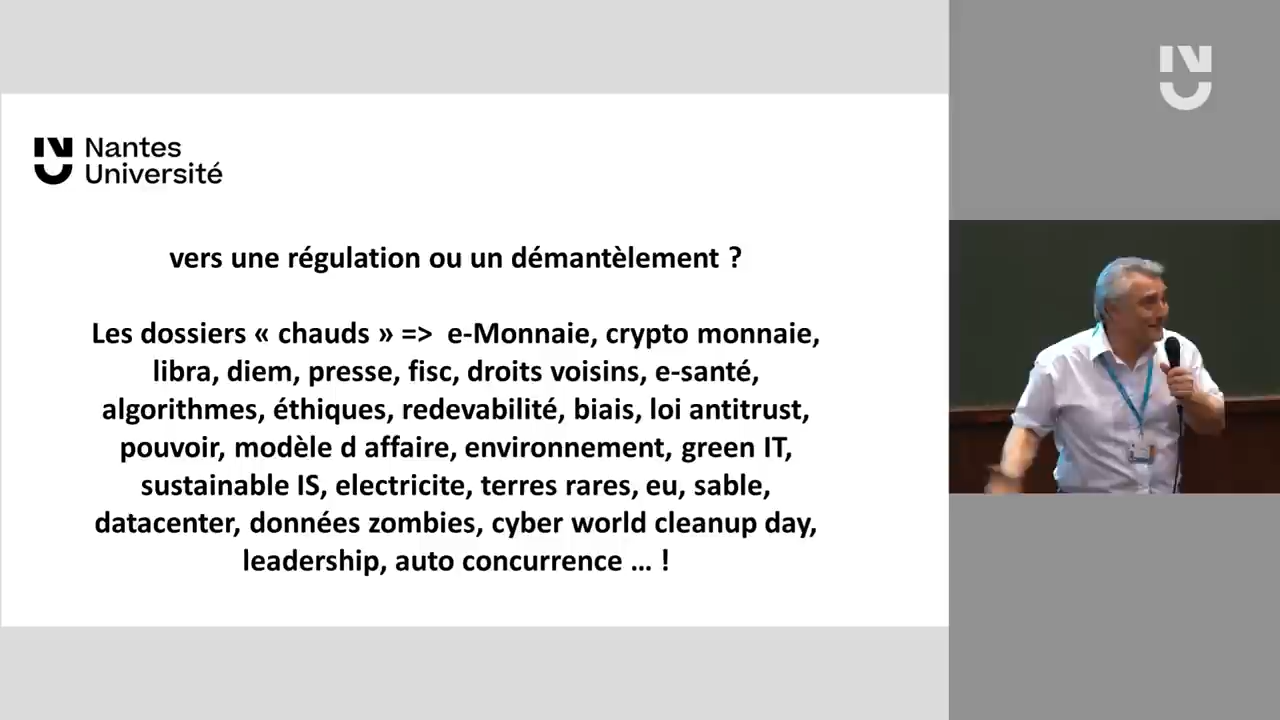 Nantes
Université
vers une régulation ou un démantèlement ?
Les dossiers « chauds » => e-Monnaie, crypto monnaie,
libra, diem, presse, fisc, droits voisins, e-santé,
algorithmes, éthiques, redevabilité, biais, loi antitrust,
pouvoir, modèle d affaire, environnement, green IT,
sustainable IS, electricite, terres rares, eu, sable,
datacenter, données zombies, cyber world cleanup day,
leadership, auto concurrence … !